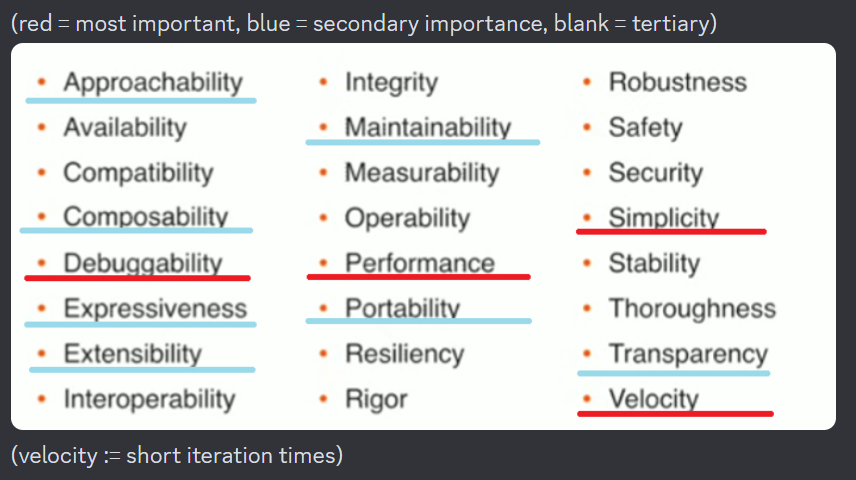 (red = most important, blue = secondary importance, blank = tertiary)
• Approachability
• Availability
• Compatibility
• Composability
• Debuggability
• Expressiveness
• Extensibility
• Interoperability
• Integrity
• Maintainability
• Measurability
• Operability
• Performance
• Portability
• Resiliency
• Rigor
• Robustness
• Safety
• Security
• Simplicity
• Stability
• Thoroughness
• Transparency
• Velocity
(velocity := short iteration times)